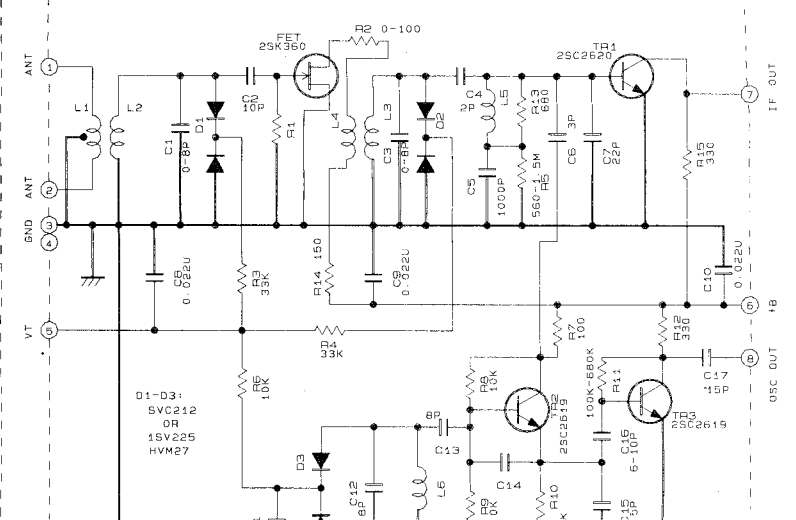 FET
2SK360
R2 0-100
TR1
2SC2620
ANT
1
L1
L2
C1
0-8P
D1
C2
10P
R1
L4
L3
C3
0-8P
D2
C4
2P
L5
R13
680
3P
C6
C7
22P
7
IF OUT
R15
330
C5
1000P
R5
560-1.5M
ANT
2
GND
3
4
C8
0.022U
R3
33K
R14 150
C9
0.022U
C10
0.022U
6
+B
VT
5
R4
33K
R7
100
R12
330
8
OSC OUT
C17
15P
R6
10K
R8
10K
100K-680K
R11
TR2
2SC2619
TR3
2SC2619
D1-D3:
SVC212
OR
1SV225
HVM27
8P
C13
D3
C12
8P
L6
C14
C16
6-10P
R9
0K
R10
K
C15
5P